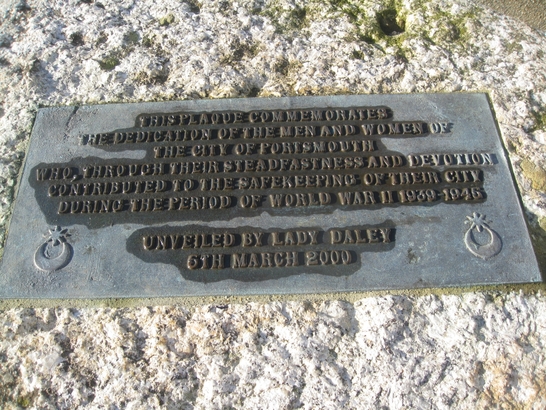 THIS PLAQUE COMMEMORATES
THE DEDICATION OF THE MEN AND WOMEN OF
THE CITY OF PORTSMOUTH
WHO, THROUGH THEIR STEADFASTNESS AND DEVOTION
CONTRIBUTED TO THE SAFEKEEPING OF THEIR CITY
DURING THE PERIOD OF WORLD WAR II 1939-1945
UNVEILED BY LADY DALEY
6TH MARCH 2000